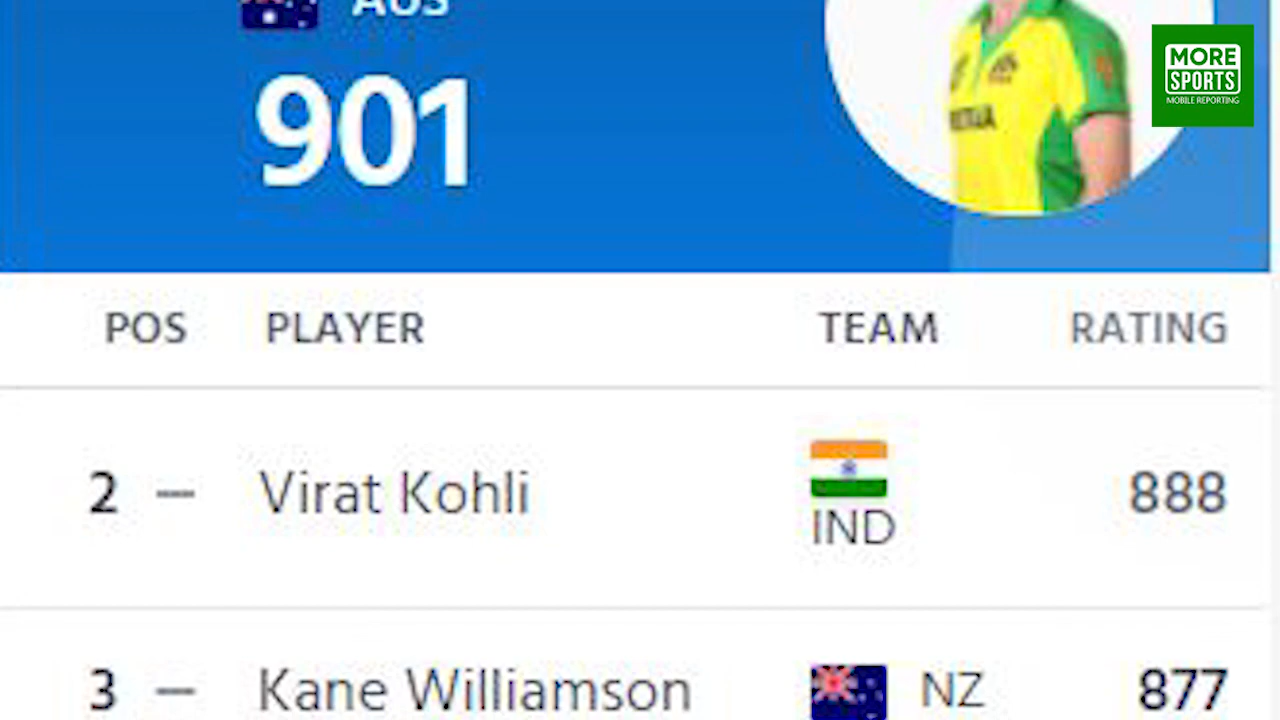 AUS
901
MORE
SPORTS
MOBILE REPORTING
POS PLAYER TEAM RATING
2 — Virat Kohli IND 888
3 — Kane Williamson NZ 877